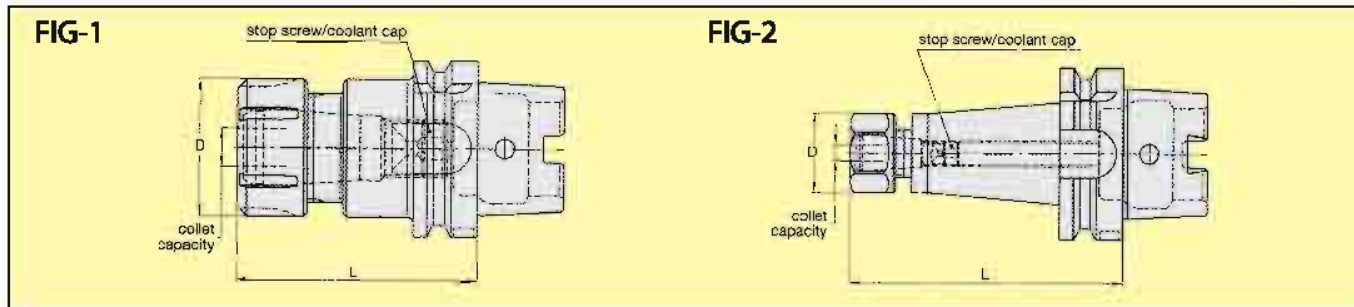 FIG-1
stop screw/coolant cap
D
collet
capacity
L
FIG-2
stop screw/coolant cap
D
collet
capacity
L